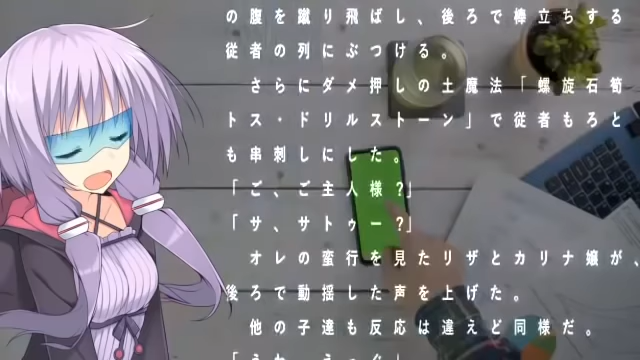 の腹を蹴り飛ばし、後ろで棒立ちする
従者の列にぶつける。
　さらにダメ押しの土魔法「螺旋石筍
トス・ドリルストーン」で従者もろと
も串刺しにした。
「ご、ご主人様？」
「サ、サトゥー？」
　オレの蛮行を見たリザとカリナ嬢が、
後ろで動揺した声を上げた。
　他の子達も反応は違えど同様だ。